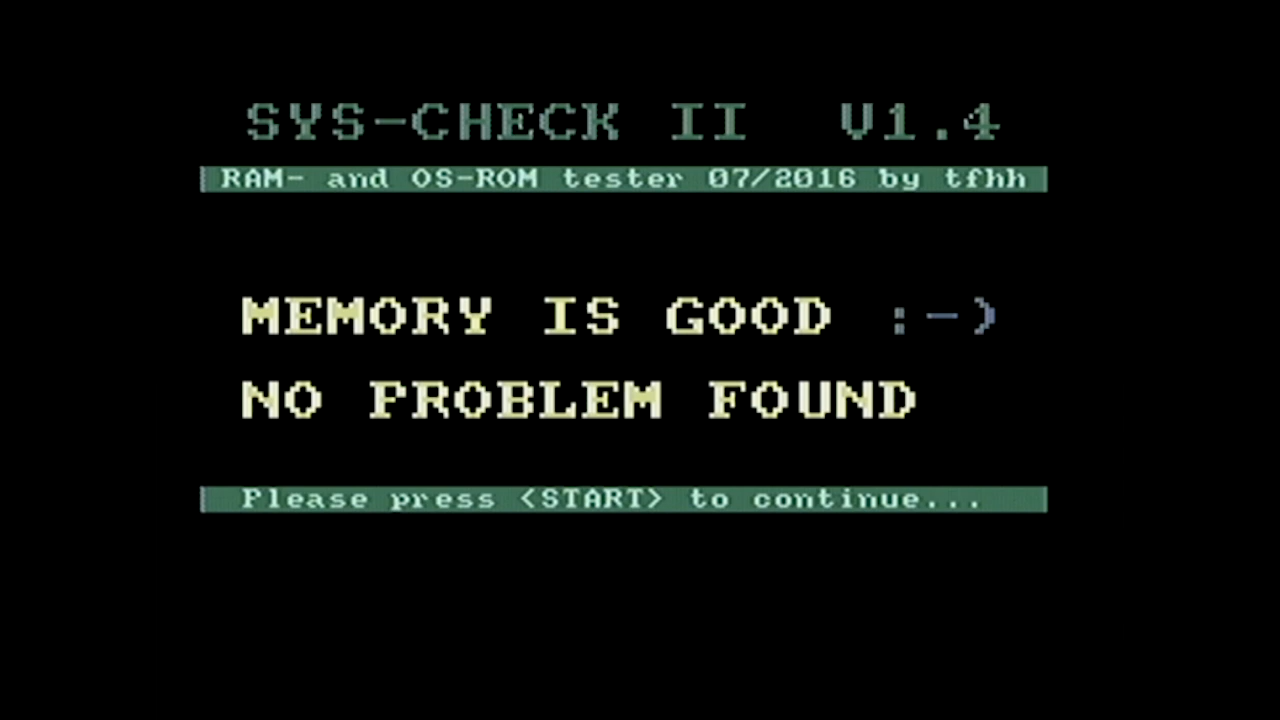 SYS-CHECK II V1.4
RAM- and OS-ROM tester 07/2016 by tfhh
MEMORY IS GOOD :-)
NO PROBLEM FOUND
Please press <START> to continue...